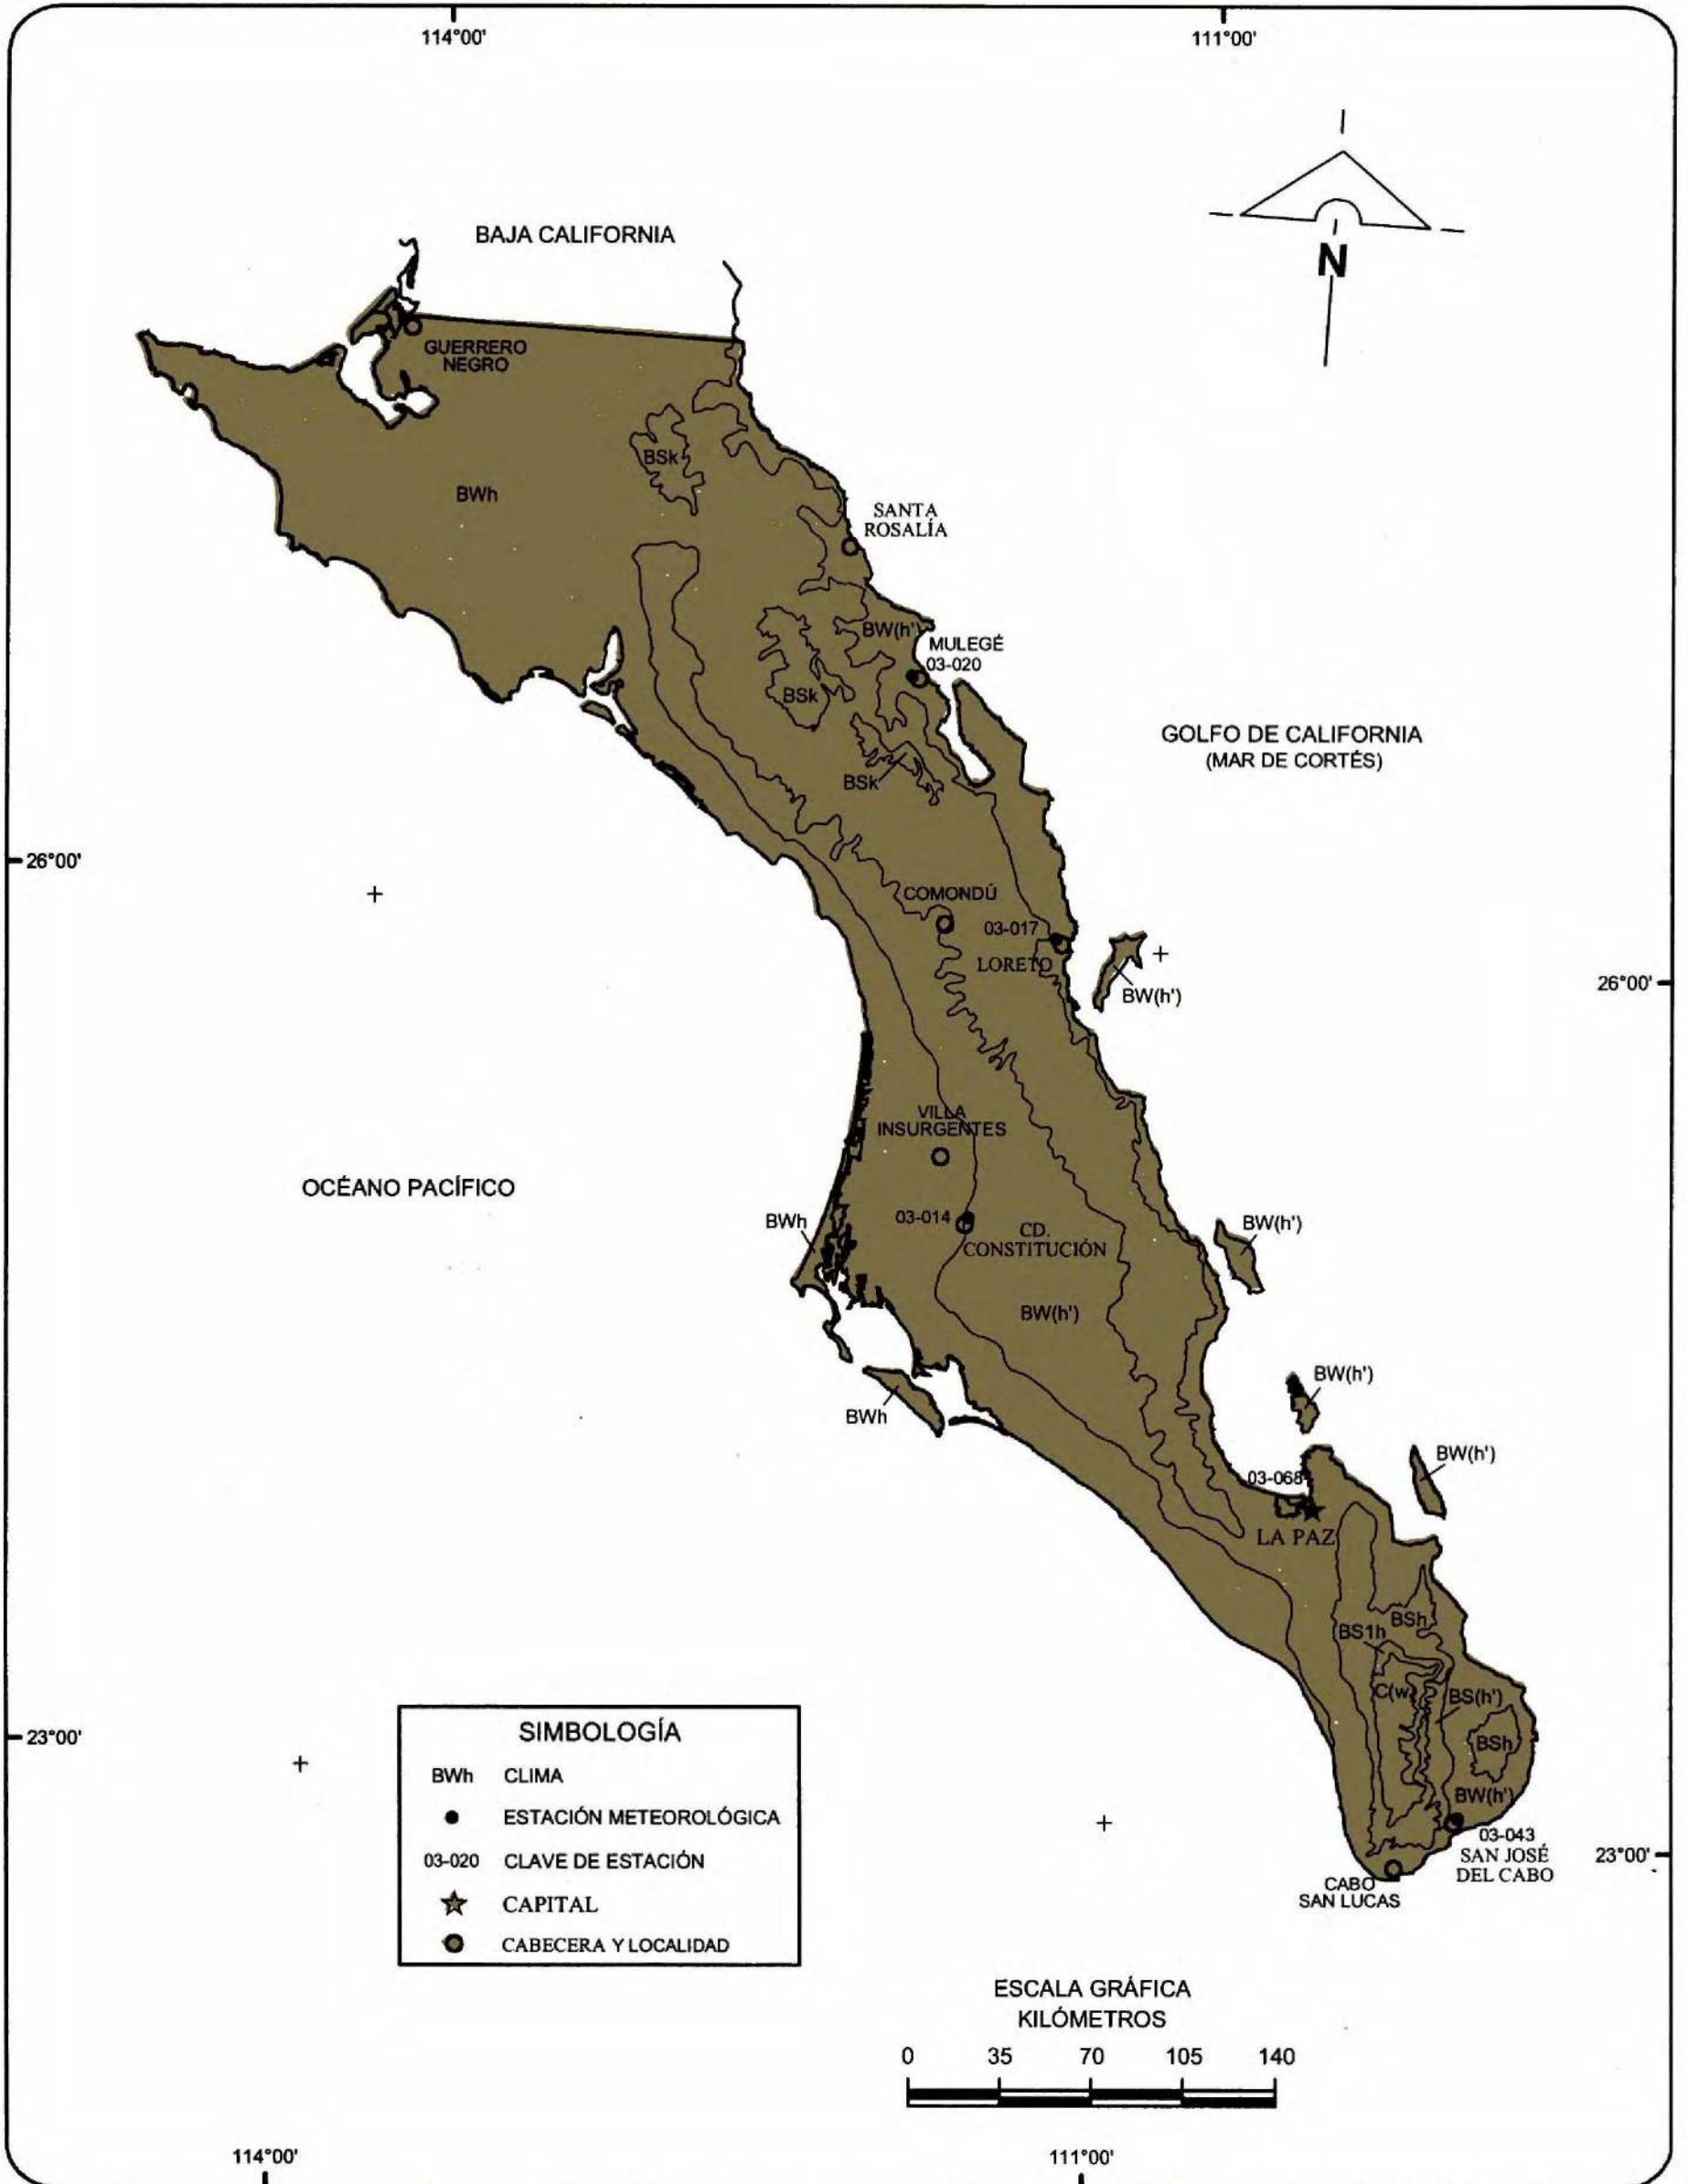 114°00'
111°00'
BAJA CALIFORNIA
N
GUERRERO
NEGRO
BSk
BWh
SANTA
ROSALÍA
BW(h')
MULEGÉ
03-020
BSk
GOLFO DE CALIFORNIA
(MAR DE CORTÉS)
BSk
26°00'
COMONDÚ
03-017
LORETO
BW(h')
26°00'
VILLA
INSURGENTES
OCÉANO PACÍFICO
BWh
03-014
CD.
CONSTITUCIÓN
BW(h')
BW(h')
BW(h')
BWh
BW(h')
03-068
LA PAZ
BSh
BS1h
C(w)
BS(h')
BSh
BW(h')
23°00'
03-043
SAN JOSÉ
DEL CABO
23°00'
CABO
SAN LUCAS
SIMBOLOGÍA
BWh CLIMA
ESTACIÓN METEOROLÓGICA
03-020 CLAVE DE ESTACIÓN
CAPITAL
CABECERA Y LOCALIDAD
ESCALA GRÁFICA
KILÓMETROS
0 35 70 105 140
114°00'
111°00'